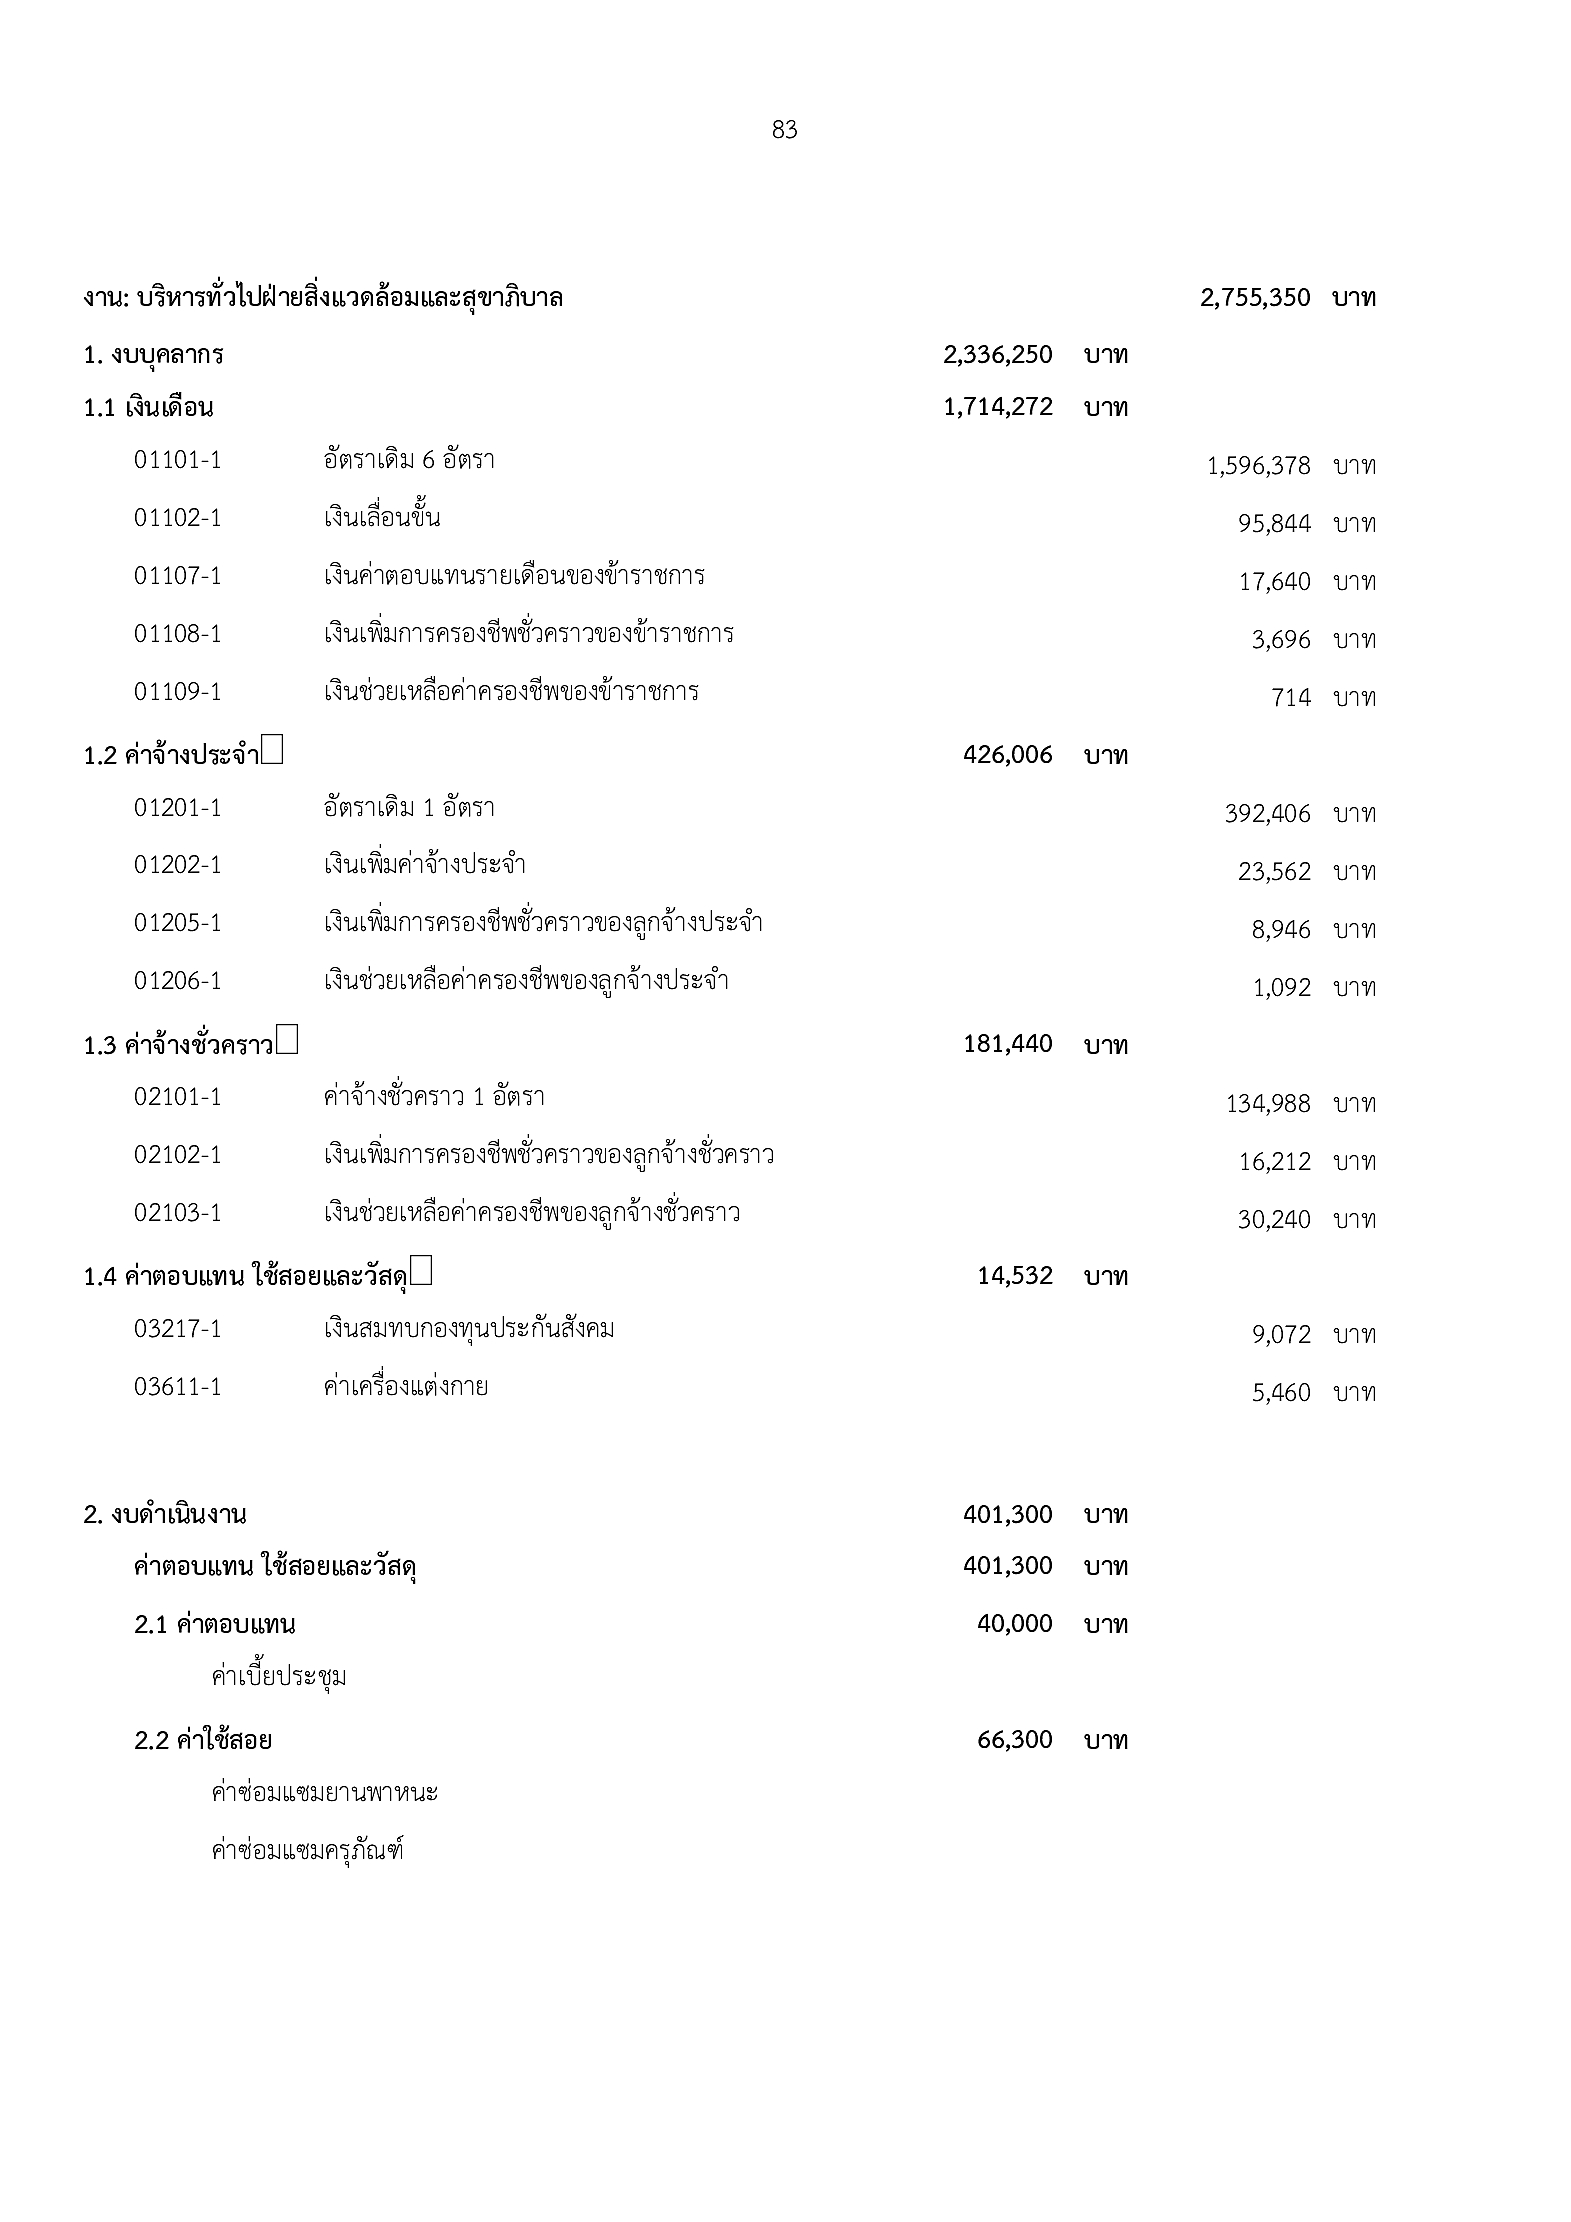 83
งาน: บริหารทั่วไปฝ่ายสิ่งแวดล้อมและสุขาภิบาล 2,755,350 บาท
1. งบบุคลากร 2,336,250 บาท
1.1 เงินเดือน 1,714,272 บาท
01101-1 อัตราเดิม 6 อัตรา 1,596,378 บาท
01102-1 เงินเลื่อนขั้น 95,844 บาท
01107-1 เงินค่าตอบแทนรายเดือนของข้าราชการ 17,640 บาท
01108-1 เงินเพิ่มการครองชีพชั่วคราวของข้าราชการ 3,696 บาท
01109-1 เงินช่วยเหลือค่าครองชีพของข้าราชการ 714 บาท
1.2 ค่าจ้างประจำ 426,006 บาท
01201-1 อัตราเดิม 1 อัตรา 392,406 บาท
01202-1 เงินเพิ่มค่าจ้างประจำ 23,562 บาท
01205-1 เงินเพิ่มการครองชีพชั่วคราวของลูกจ้างประจำ 8,946 บาท
01206-1 เงินช่วยเหลือค่าครองชีพของลูกจ้างประจำ 1,092 บาท
1.3 ค่าจ้างชั่วคราว 181,440 บาท
02101-1 ค่าจ้างชั่วคราว 1 อัตรา 134,988 บาท
02102-1 เงินเพิ่มการครองชีพชั่วคราวของลูกจ้างชั่วคราว 16,212 บาท
02103-1 เงินช่วยเหลือค่าครองชีพของลูกจ้างชั่วคราว 30,240 บาท
1.4 ค่าตอบแทน ใช้สอยและวัสดุ 14,532 บาท
03217-1 เงินสมทบกองทุนประกันสังคม 9,072 บาท
03611-1 ค่าเครื่องแต่งกาย 5,460 บาท
2. งบดำเนินงาน 401,300 บาท
ค่าตอบแทน ใช้สอยและวัสดุ 401,300 บาท
2.1 ค่าตอบแทน 40,000 บาท
ค่าเบี้ยประชุม
2.2 ค่าใช้สอย 66,300 บาท
ค่าซ่อมแซมยานพาหนะ
ค่าซ่อมแซมครุภัณฑ์